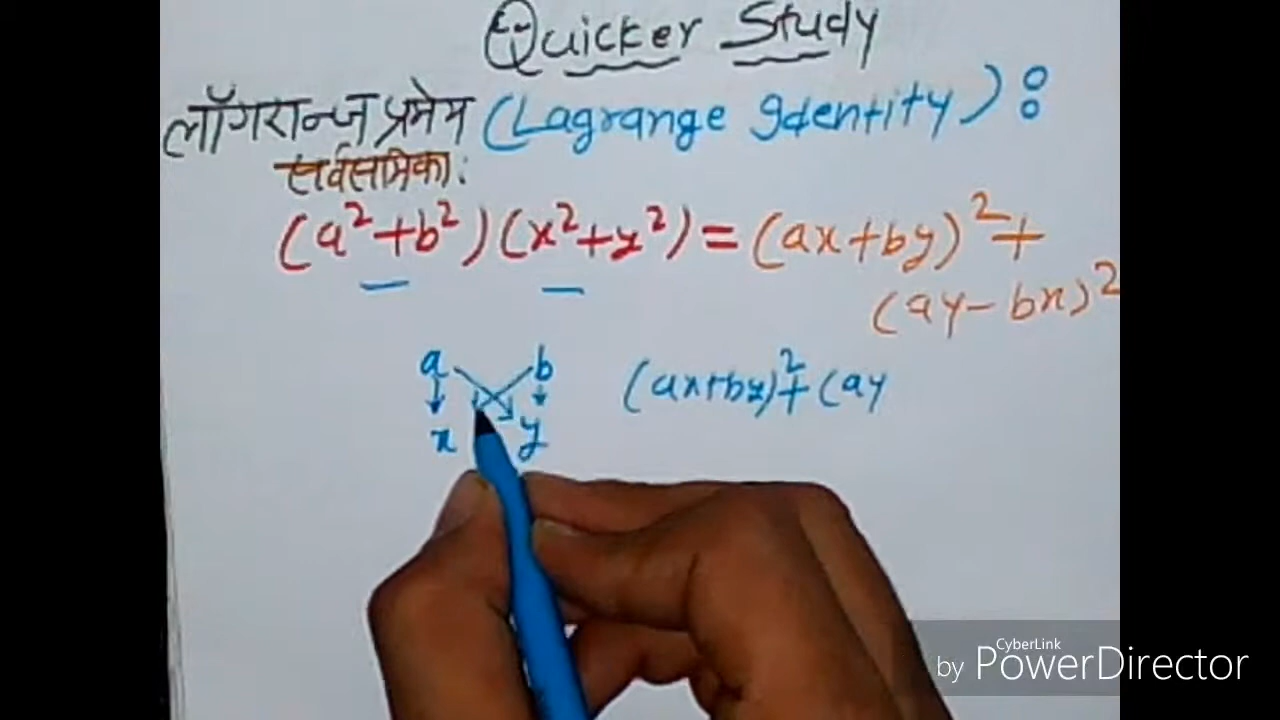 Quicker Study
लॉगरान्ज प्रमेय (Lagrange Identity) :
सर्वसमिका :
(a²+b²)(x²+y²) = (ax+by)² +
(ay - bx)²
a b (ax+by)² + (ay
x y
CyberLink
by PowerDirector